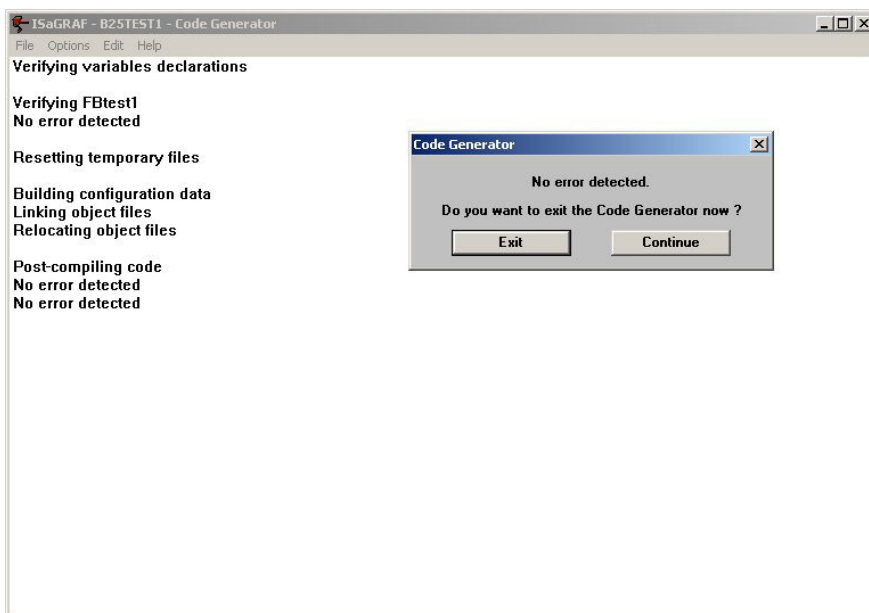 ISaGRAF - B25TEST1 - Code Generator
File Options Edit Help
Verifying variables declarations
Verifying FBtest1
No error detected
Resetting temporary files
Building configuration data
Linking object files
Relocating object files
Post-compiling code
No error detected
No error detected
Code Generator
No error detected.
Do you want to exit the Code Generator now ?
Exit Continue